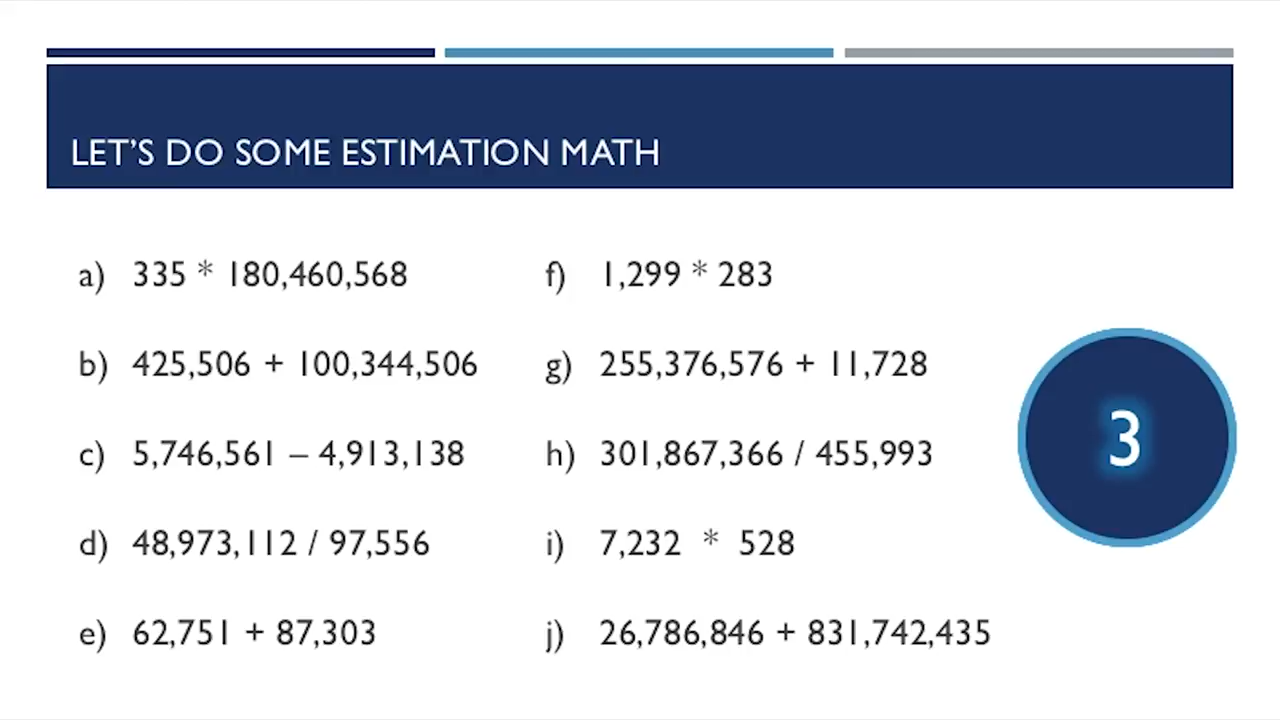 LET'S DO SOME ESTIMATION MATH
a) 335 * 180,460,568
b) 425,506 + 100,344,506
c) 5,746,561 – 4,913,138
d) 48,973,112 / 97,556
e) 62,751 + 87,303
f) 1,299 * 283
g) 255,376,576 + 11,728
h) 301,867,366 / 455,993
i) 7,232 * 528
j) 26,786,846 + 831,742,435
3